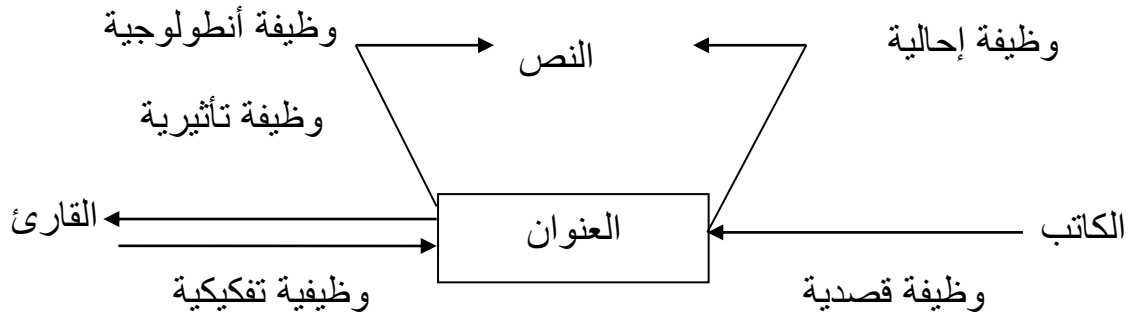 وظيفة إحالية
النص
وظيفة أنطولوجية
وظيفة تأثيرية
الكاتب
العنوان
القارئ
وظيفة قصدية
وظيفية تفكيكية